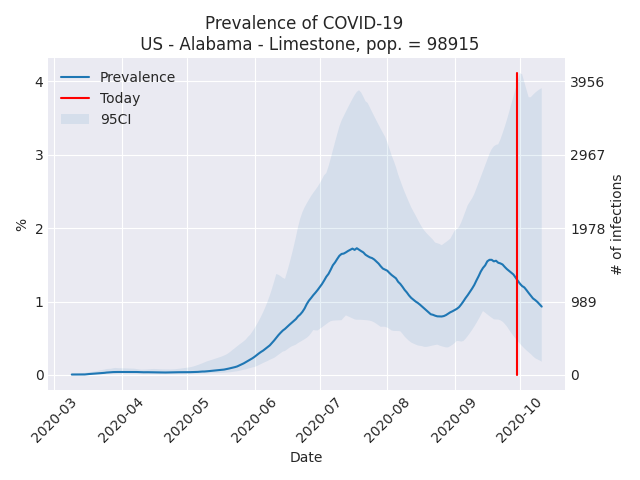 Prevalence of COVID-19
US - Alabama - Limestone, pop. = 98915
Prevalence
Today
95CI
4
3
2
1
0
%
3956
2967
1978
989
0
# of infections
2020-03
2020-04
2020-05
2020-06
2020-07
2020-08
2020-09
2020-10
Date